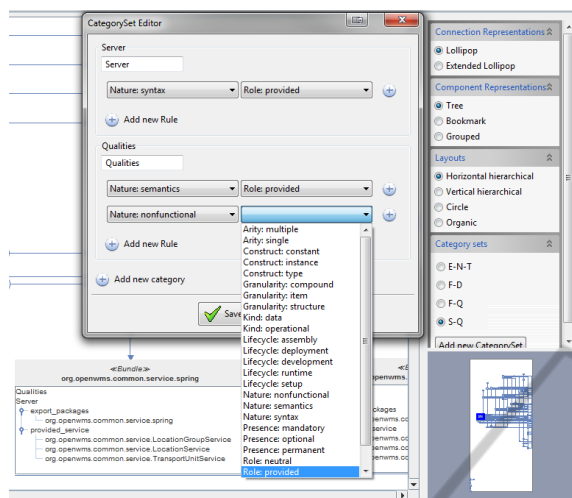 CategorySet Editor
Server
Server
Nature: syntax
Role: provided
Add new Rule
Qualities
Qualities
Nature: semantics
Role: provided
Nature: nonfunctional
Add new Rule
Add new category
Save
Arity: multiple
Arity: single
Construct: constant
Construct: instance
Construct: type
Granularity: compound
Granularity: item
Granularity: structure
Kind: data
Kind: operational
Lifecycle: assembly
Lifecycle: deployment
Lifecycle: development
Lifecycle: runtime
Lifecycle: setup
Nature: nonfunctional
Nature: semantics
Nature: syntax
Presence: mandatory
Presence: optional
Presence: permanent
Role: neutral
Role: provided
Connection Representations
Lollipop
Extended Lollipop
Component Representations
Tree
Bookmark
Grouped
Layouts
Horizontal hierarchical
Vertical hierarchical
Circle
Organic
Category sets
E-N-T
F-D
F-Q
S-Q
Add new CategorySet
«Bundle»
org.openwms.common.service.spring
Qualities
Server
export_packages
org.openwms.common.service.spring
provided_service
org.openwms.common.service.LocationGroupService
org.openwms.common.service.LocationService
org.openwms.common.service.TransportUnitService